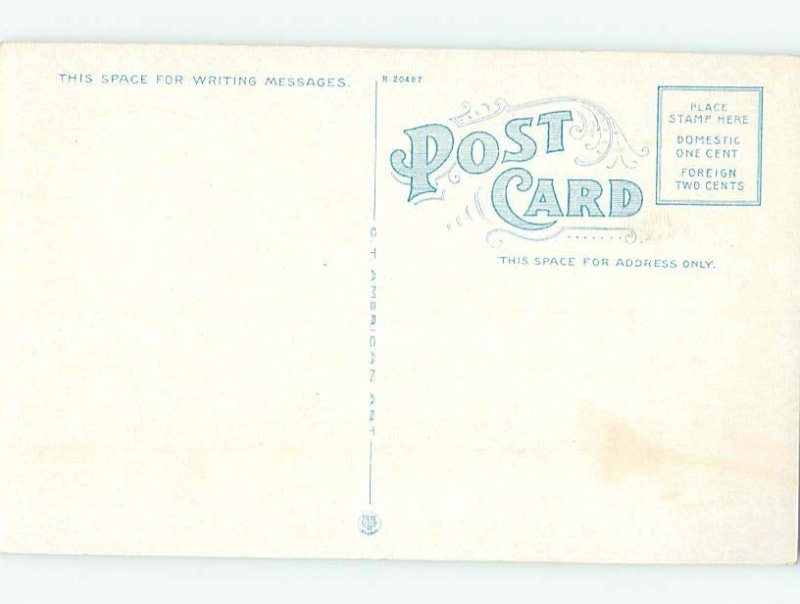 THIS SPACE FOR WRITING MESSAGES.
R-20487
POST
CARD
PLACE
STAMP HERE
DOMESTIC
ONE CENT
FOREIGN
TWO CENTS
THIS SPACE FOR ADDRESS ONLY.
C. T. AMERICAN ART